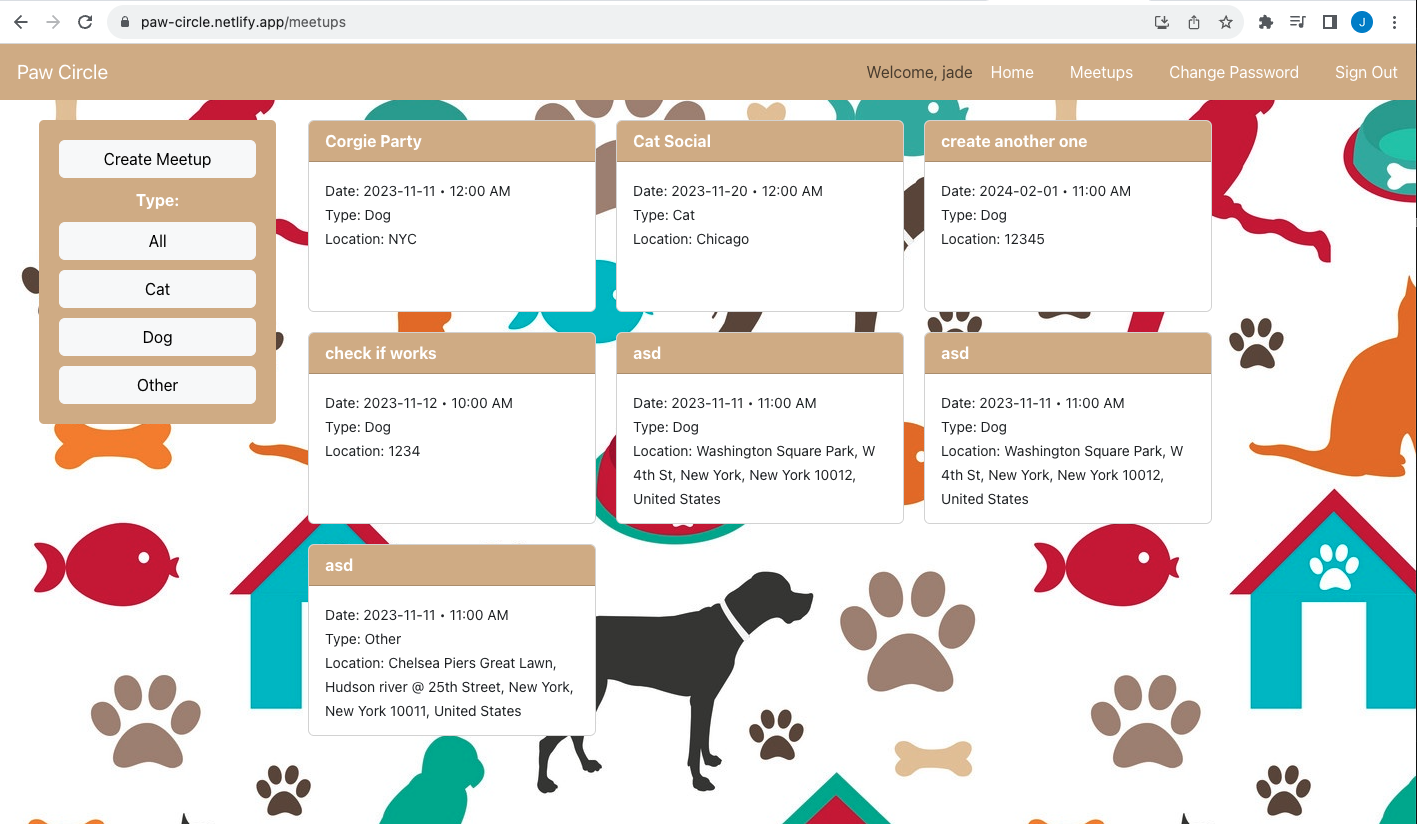 paw-circle.netlify.app/meetups
J
Paw Circle
Welcome, jade
Home
Meetups
Change Password
Sign Out
Create Meetup
Type:
All
Cat
Dog
Other
Corgie Party
Date: 2023-11-11 • 12:00 AM
Type: Dog
Location: NYC
Cat Social
Date: 2023-11-20 • 12:00 AM
Type: Cat
Location: Chicago
create another one
Date: 2024-02-01 • 11:00 AM
Type: Dog
Location: 12345
check if works
Date: 2023-11-12 • 10:00 AM
Type: Dog
Location: 1234
asd
Date: 2023-11-11 • 11:00 AM
Type: Dog
Location: Washington Square Park, W
4th St, New York, New York 10012,
United States
asd
Date: 2023-11-11 • 11:00 AM
Type: Dog
Location: Washington Square Park, W
4th St, New York, New York 10012,
United States
asd
Date: 2023-11-11 • 11:00 AM
Type: Other
Location: Chelsea Piers Great Lawn,
Hudson river @ 25th Street, New York,
New York 10011, United States